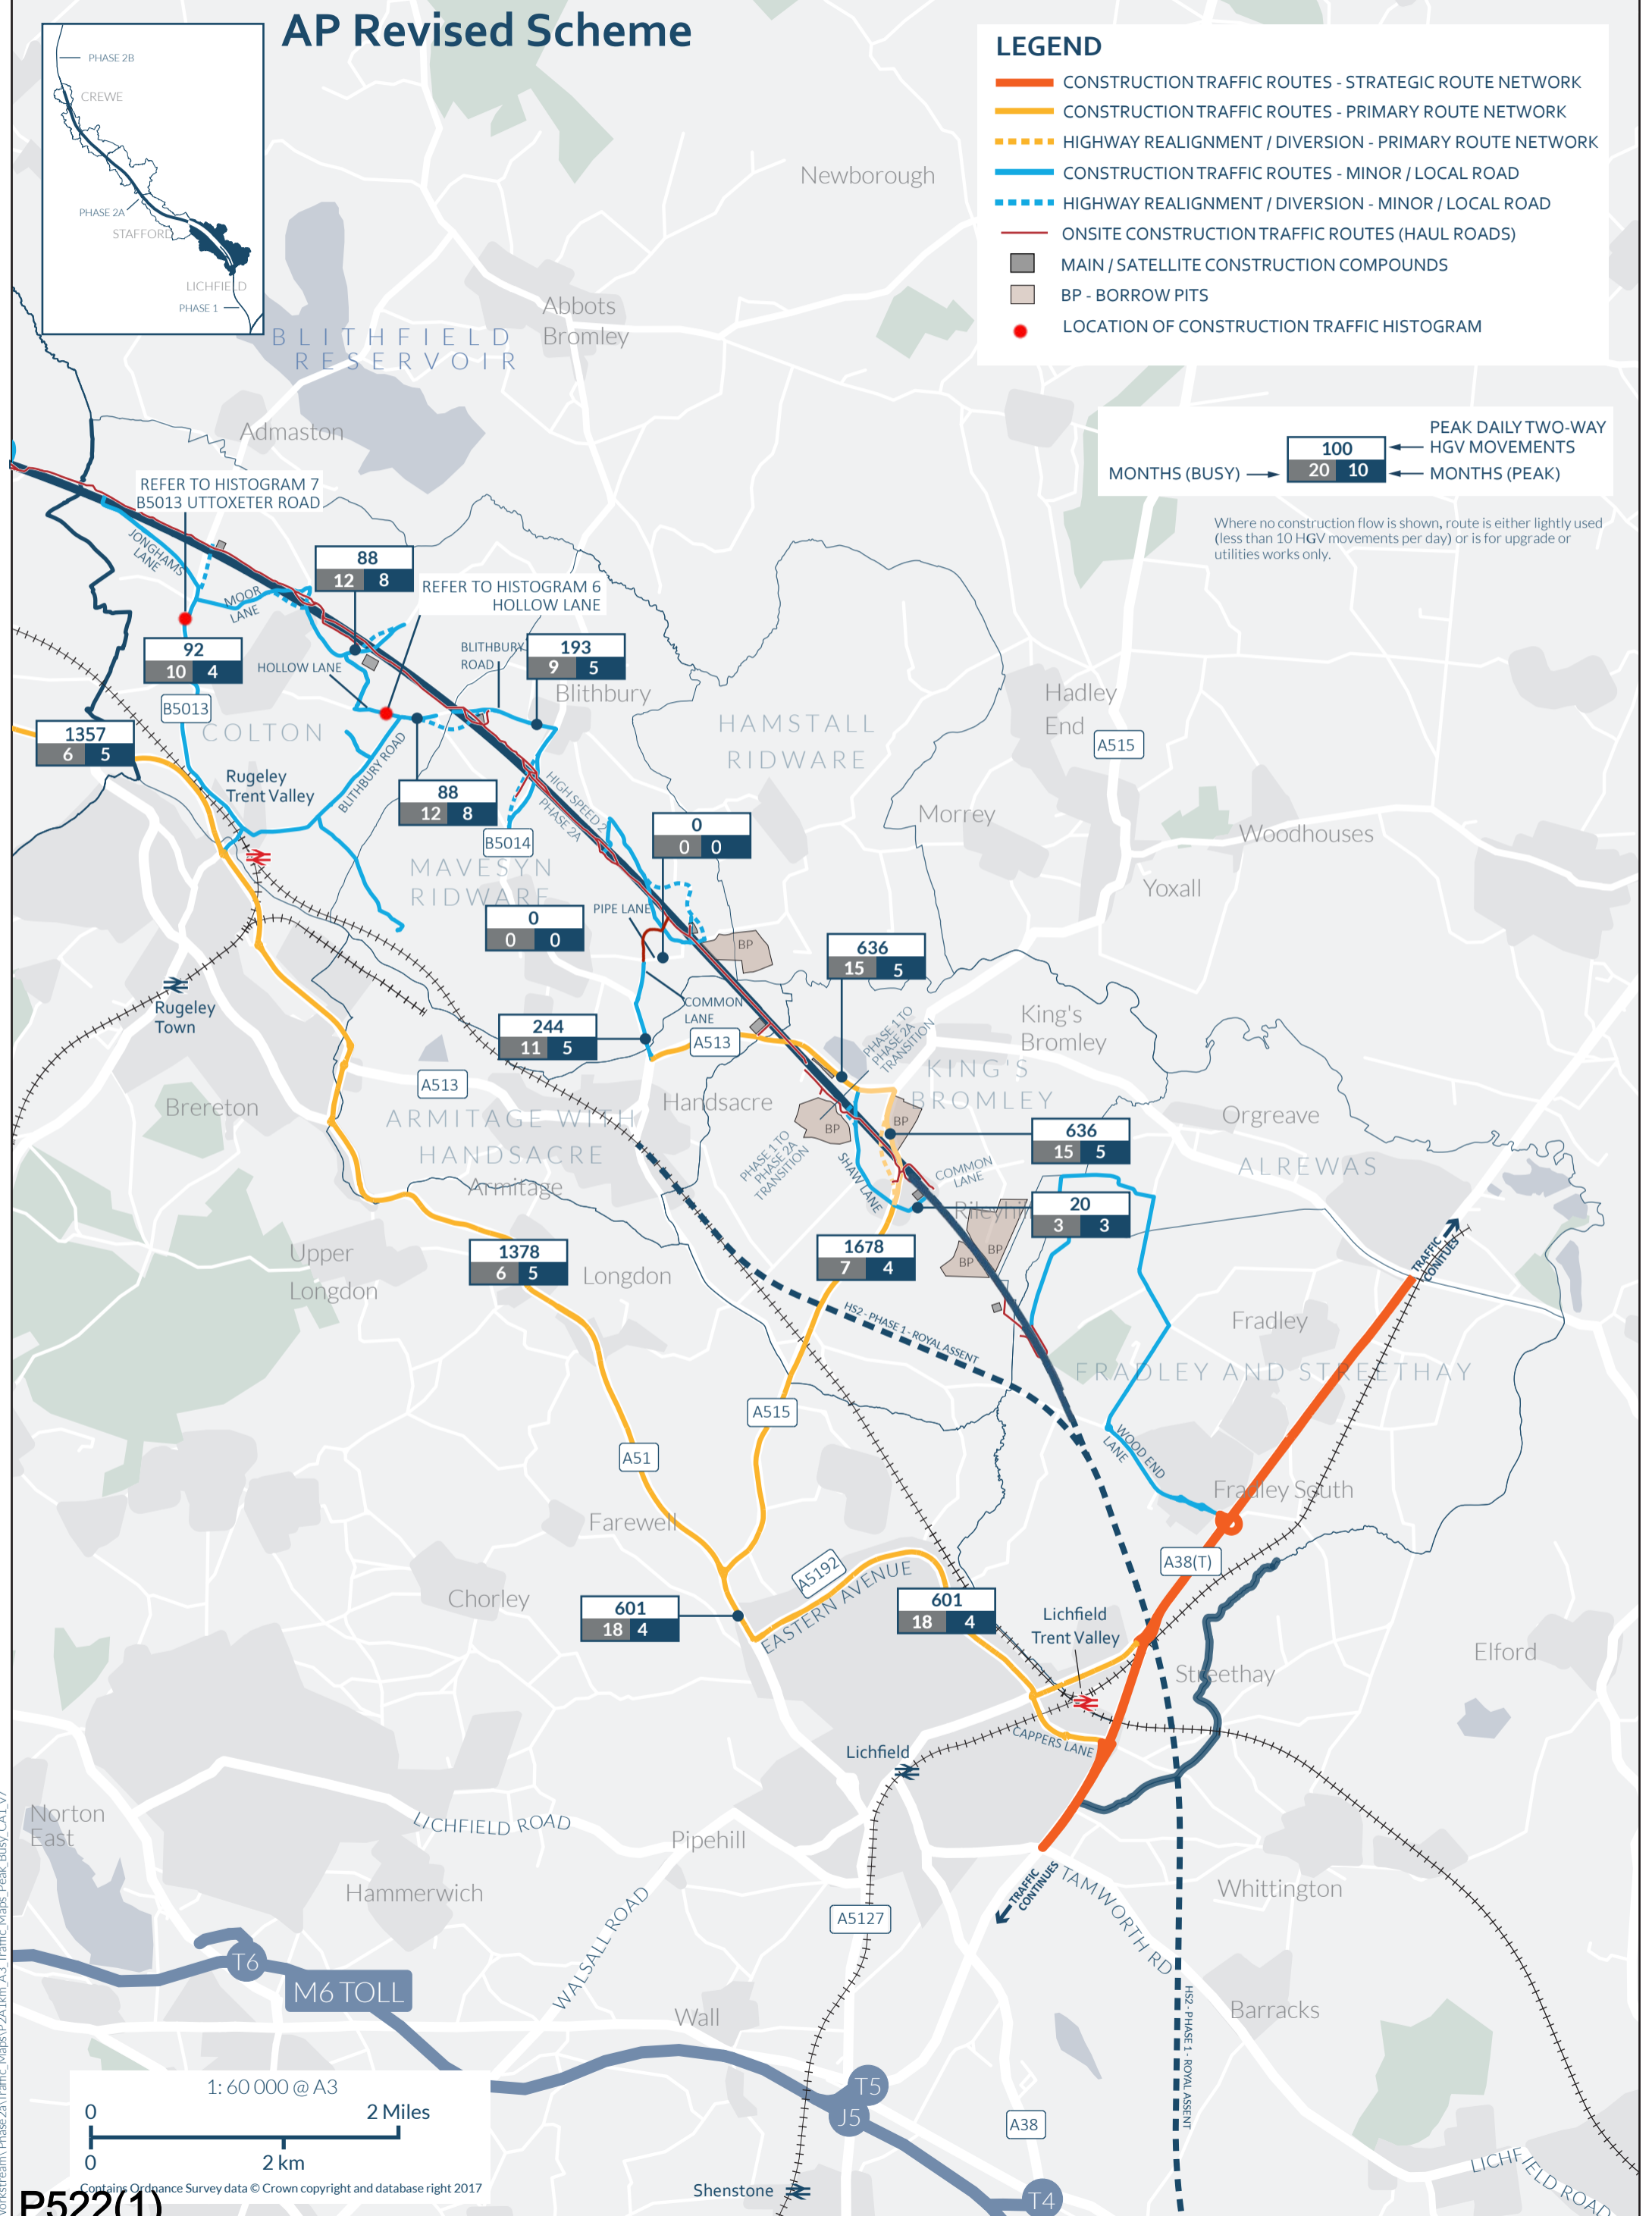 AP Revised Scheme
PHASE 2B
CREWE
PHASE 2A
STAFFORD
LICHFIELD
PHASE 1
LEGEND
CONSTRUCTION TRAFFIC ROUTES - STRATEGIC ROUTE NETWORK
CONSTRUCTION TRAFFIC ROUTES - PRIMARY ROUTE NETWORK
HIGHWAY REALIGNMENT / DIVERSION - PRIMARY ROUTE NETWORK
CONSTRUCTION TRAFFIC ROUTES - MINOR / LOCAL ROAD
HIGHWAY REALIGNMENT / DIVERSION - MINOR / LOCAL ROAD
ONSITE CONSTRUCTION TRAFFIC ROUTES (HAUL ROADS)
MAIN / SATELLITE CONSTRUCTION COMPOUNDS
BP - BORROW PITS
LOCATION OF CONSTRUCTION TRAFFIC HISTOGRAM
PEAK DAILY TWO-WAY
HGV MOVEMENTS
100
MONTHS (BUSY)
20 10
MONTHS (PEAK)
Where no construction flow is shown, route is either lightly used
(less than 10 HGV movements per day) or is for upgrade or
utilities works only.
Newborough
Abbots
Bromley
BLITHFIELD
RESERVOIR
Admaston
REFER TO HISTOGRAM 7
B5013 UTTOXETER ROAD
JONGHAMS
LANE
MOOR
LANE
88
12 8
REFER TO HISTOGRAM 6
HOLLOW LANE
92
10 4
HOLLOW LANE
BLITHBURY
ROAD
193
9 5
Blithbury
B5013
COLTON
1357
6 5
Rugeley
Trent Valley
BLITHBURY ROAD
88
12 8
HIGH SPEED 2
PHASE 2A
B5014
HAMSTALL
RIDWARE
Hadley
End
A515
Morrey
Woodhouses
Yoxall
0
0 0
MAVESYN
RIDWARE
0
0 0
PIPE LANE
BP
636
15 5
Rugeley
Town
COMMON
LANE
244
11 5
A513
PHASE 1 TO
PHASE 2A
TRANSITION
King's
Bromley
KING'S
BROMLEY
A513
Brereton
ARMITAGE WITH
HANDSACRE
Armitage
Handsacre
BP
BP
PHASE 1 TO
PHASE 2A
TRANSITION
SHAW LANE
COMMON
LANE
636
15 5
Orgreave
ALREWAS
Rileyhill
20
3 3
Upper
Longdon
1378
6 5
Longdon
1678
7 4
BP
BP
HS2 - PHASE 1 - ROYAL ASSENT
TRAFFIC
CONITUES
Fradley
FRADLEY AND STREETHAY
A515
A51
WOOD END
LANE
Fradley South
Farewell
A38(T)
A5192
EASTERN AVENUE
Chorley
601
18 4
601
18 4
Lichfield
Trent Valley
Streethay
Elford
CAPPERS LANE
Lichfield
Norton
East
LICHFIELD ROAD
Pipehill
TRAFFIC
CONTINUES
TAMWORTH RD
Whittington
Hammerwich
WALSALL ROAD
A5127
T6
M6 TOLL
Wall
HS2 - PHASE 1 - ROYAL ASSENT
Barracks
T5
J5
A38
1: 60 000 @ A3
0 2 Miles
0 2 km
Contains Ordnance Survey data © Crown copyright and database right 2017
P522(1)
Shenstone
T4
LICHFIELD ROAD